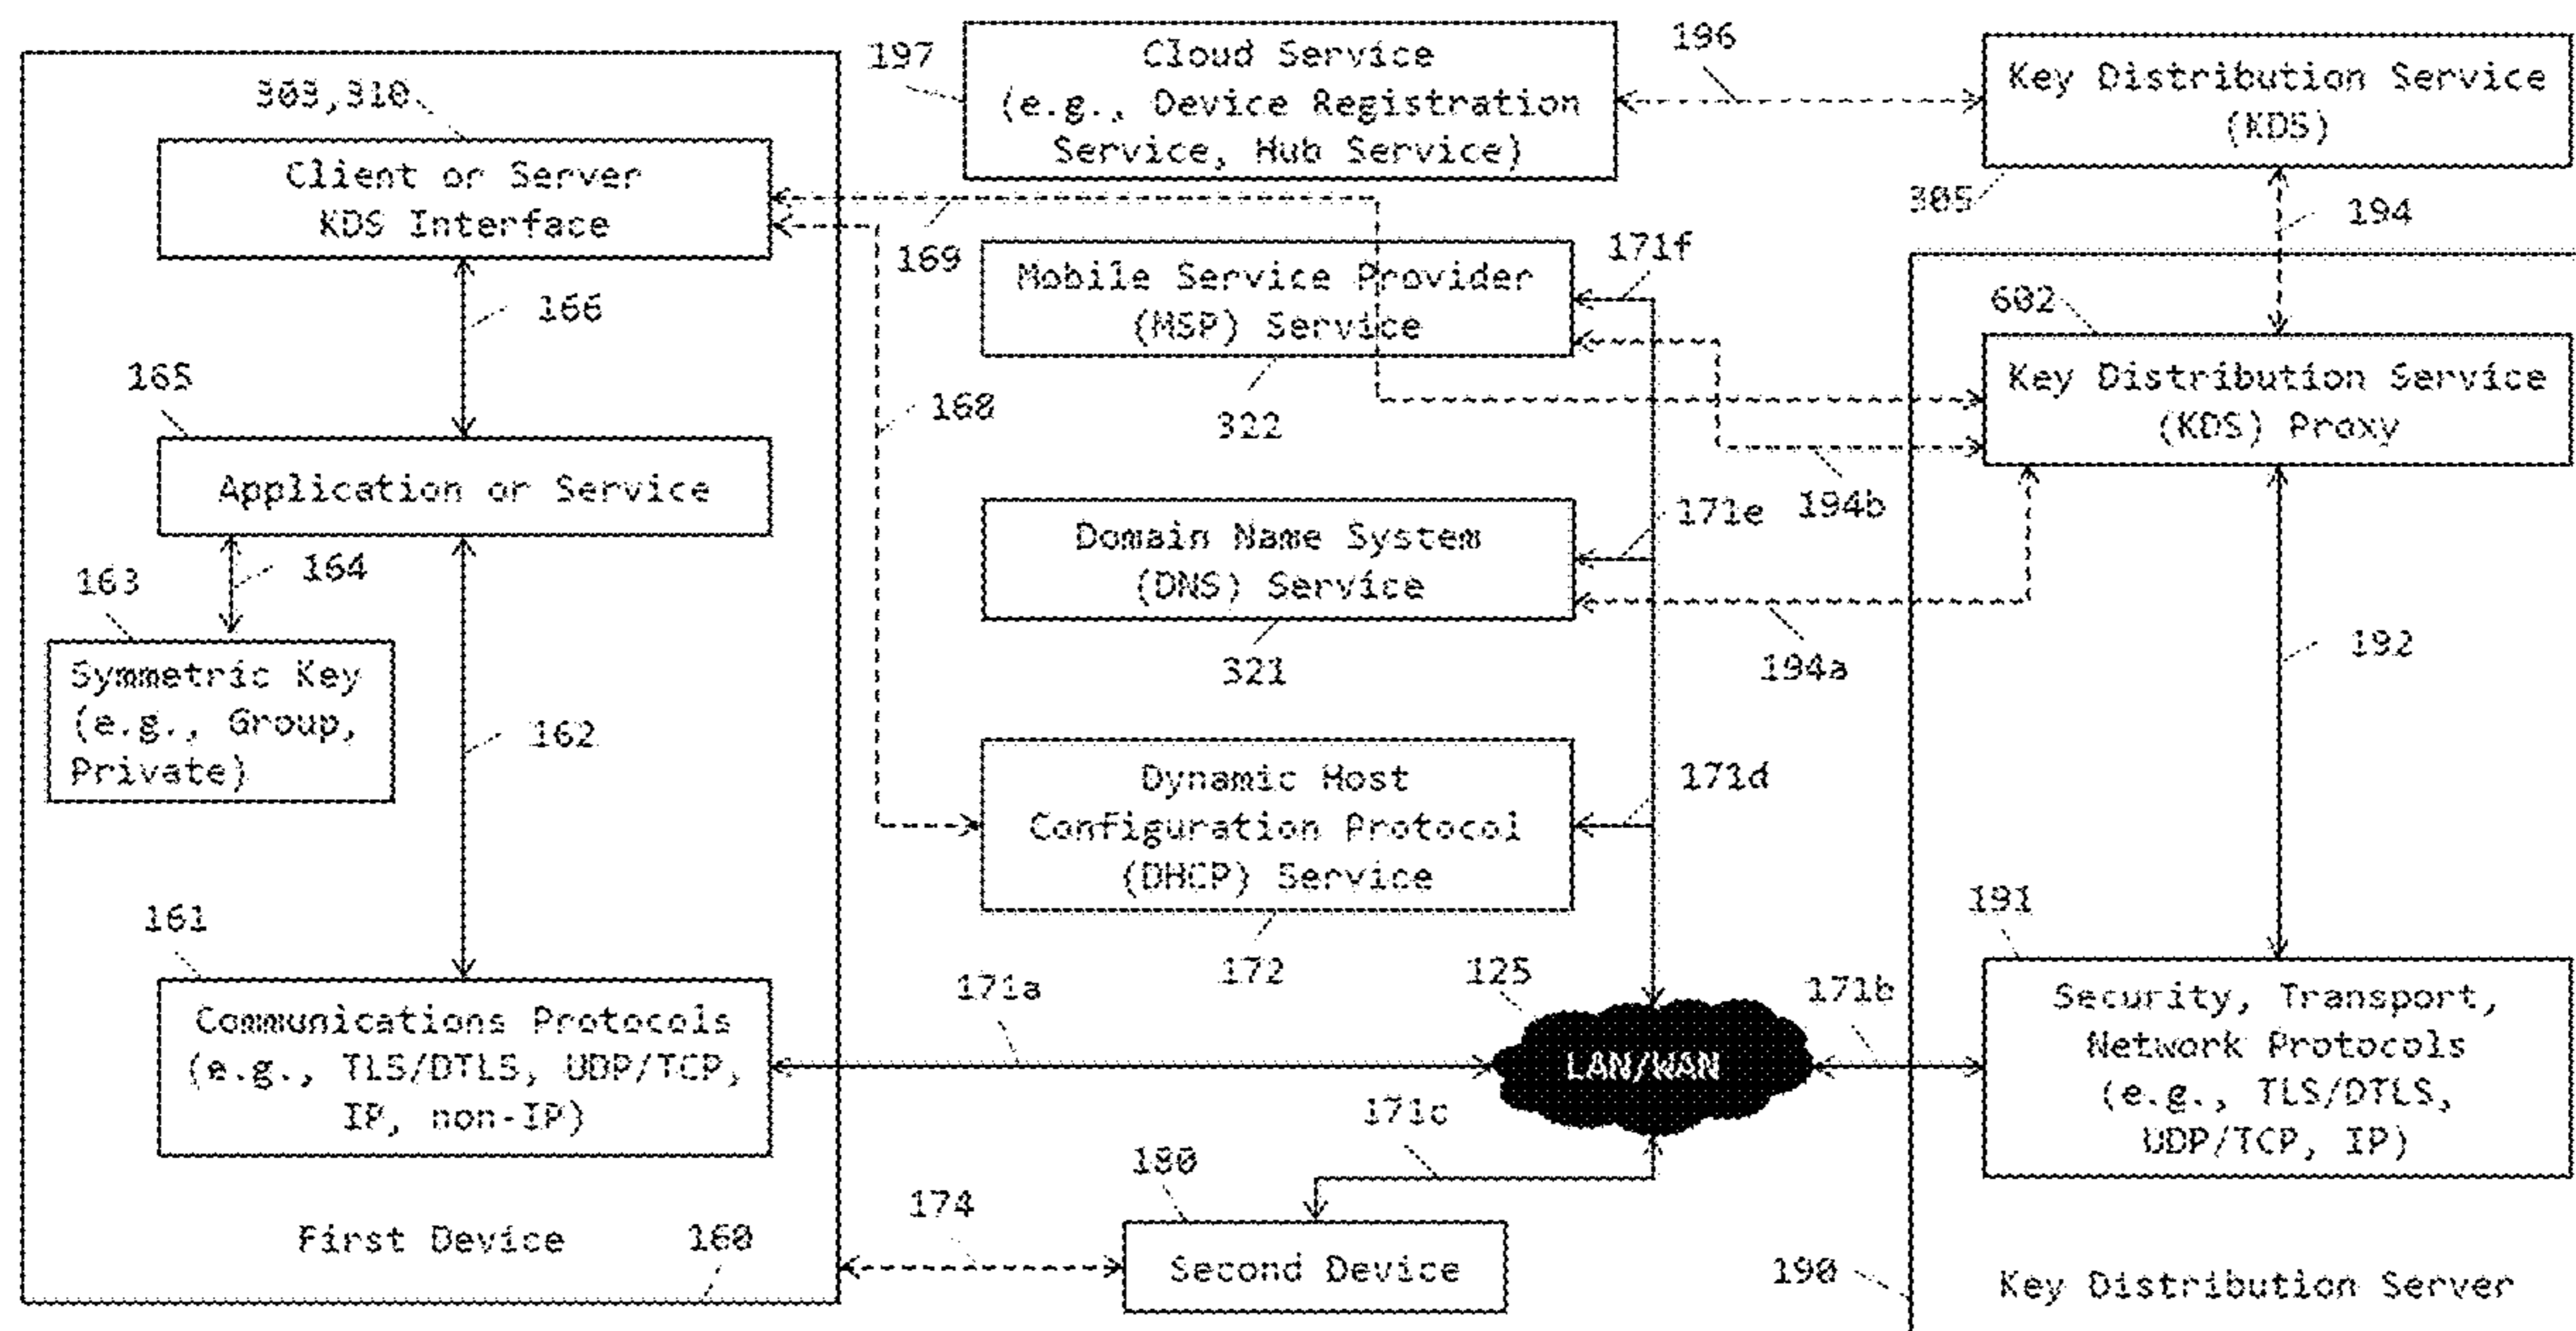 303,310
Client or Server
KDS Interface
166
165
Application or Service
164
163
Symmetric Key
(e.g., Group,
Private)
162
161
Communications Protocols
(e.g., TLS/DTLS, UDP/TCP,
IP, non-IP)
First Device
160
197
Cloud Service
(e.g., Device Registration
Service, Hub Service)
196
169
168
171f
Mobile Service Provider
(MSP) Service
322
171e
194b
Domain Name System
(DNS) Service
321
194a
171d
Dynamic Host
Configuration Protocol
(DHCP) Service
172
125
171a
171b
LAN/WAN
171c
180
174
Second Device
Key Distribution Service
(KDS)
305
194
602
Key Distribution Service
(KDS) Proxy
192
191
Security, Transport,
Network Protocols
(e.g., TLS/DTLS,
UDP/TCP, IP)
190
Key Distribution Server